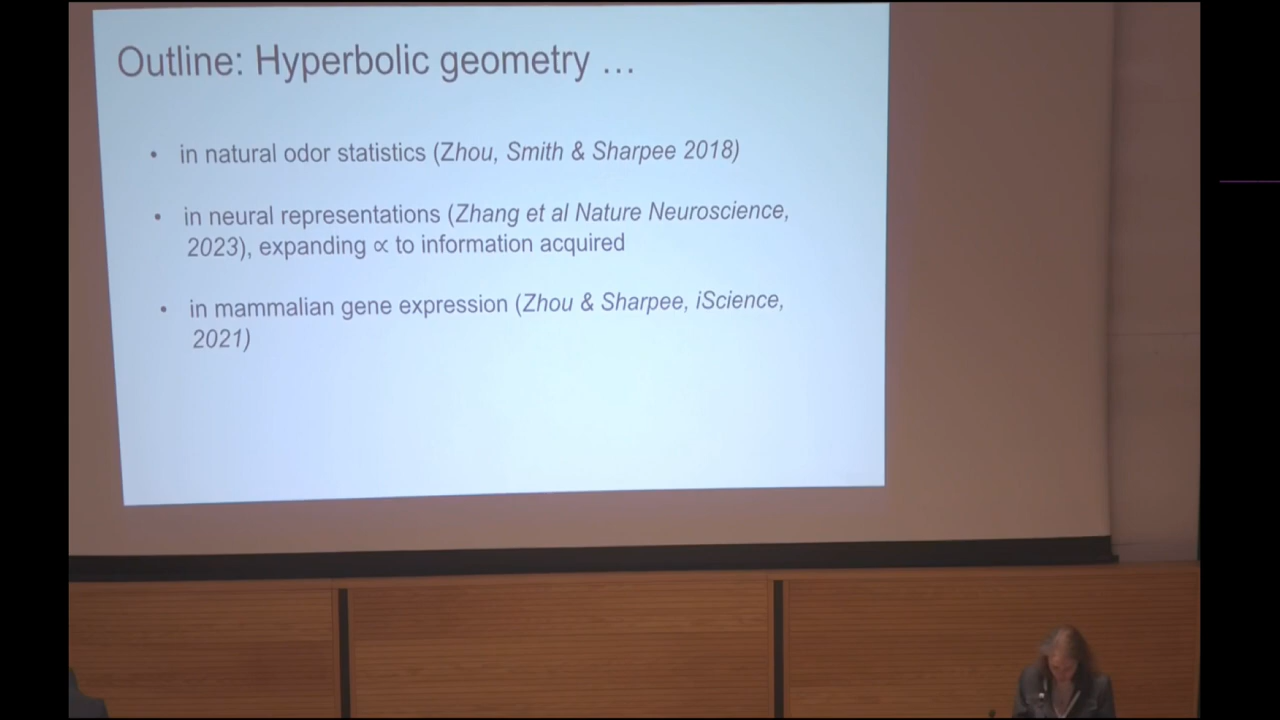 Outline: Hyperbolic geometry …
• in natural odor statistics (Zhou, Smith & Sharpee 2018)
• in neural representations (Zhang et al Nature Neuroscience,
2023), expanding ∝ to information acquired
• in mammalian gene expression (Zhou & Sharpee, iScience,
2021)